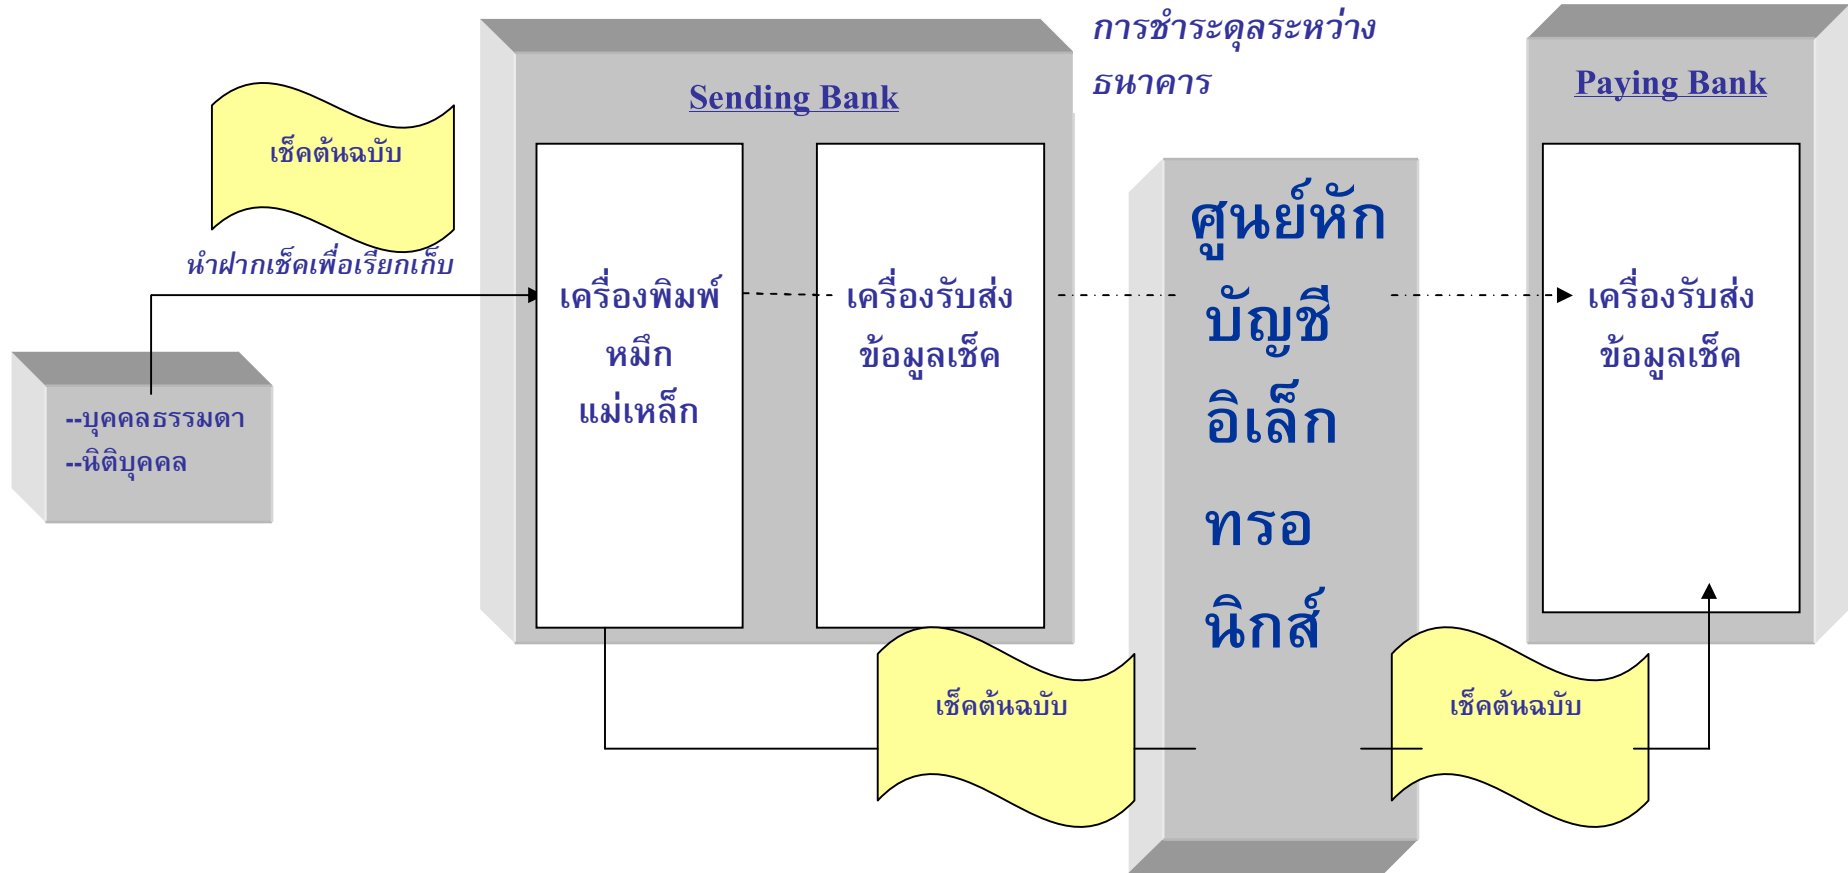 การชำระดุลระหว่าง
ธนาคาร
Sending Bank
Paying Bank
เช็คต้นฉบับ
นำฝากเช็คเพื่อเรียกเก็บ
--บุคคลธรรมดา
--นิติบุคคล
เครื่องพิมพ์
หมึก
แม่เหล็ก
เครื่องรับส่ง
ข้อมูลเช็ค
ศูนย์หัก
บัญชี
อิเล็ก
ทรอ
นิกส์
เครื่องรับส่ง
ข้อมูลเช็ค
เช็คต้นฉบับ
เช็คต้นฉบับ